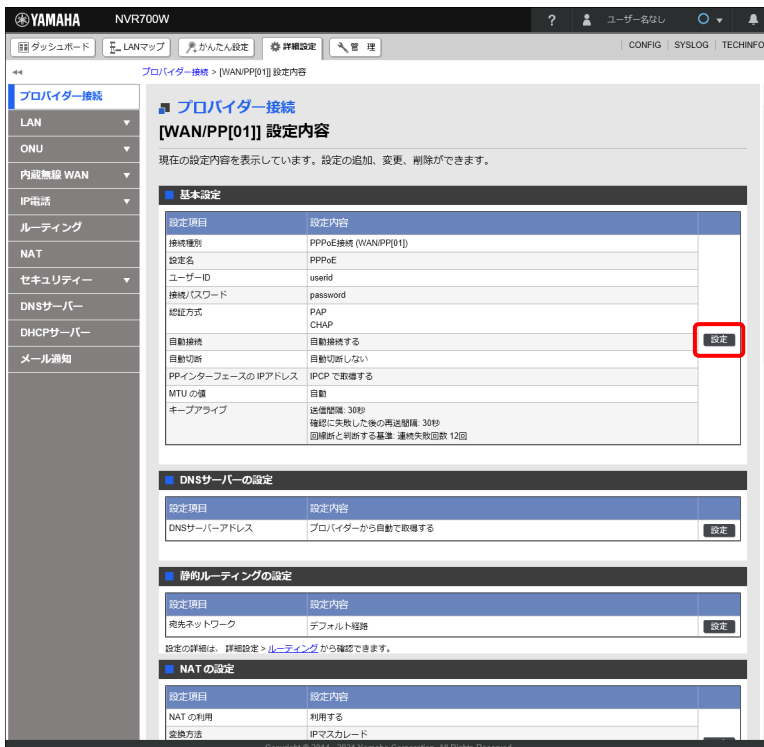 YAMAHA NVR700W ? ユーザー名なし
ダッシュボード LANマップ かんたん設定 詳細設定 管 理 CONFIG SYSLOG TECHINFO
プロバイダー接続 > [WAN/PP[01]] 設定内容
プロバイダー接続
LAN
ONU
内蔵無線 WAN
IP電話
ルーティング
NAT
セキュリティー
DNSサーバー
DHCPサーバー
メール通知
プロバイダー接続
[WAN/PP[01]] 設定内容
現在の設定内容を表示しています。設定の追加、変更、削除ができます。
基本設定
設定項目 設定内容
接続種別 PPPoE接続 (WAN/PP[01])
設定名 PPPoE
ユーザーID userid
接続パスワード password
認証方式 PAP
CHAP
自動接続 自動接続する
設定
自動切断 自動切断しない
PPインターフェースの IPアドレス IPCP で取得する
MTU の値 自動
キープアライブ 送信間隔: 30秒
確認に失敗した後の再送間隔: 30秒
回線断と判断する基準: 連続失敗回数 12回
DNSサーバーの設定
設定項目 設定内容
DNSサーバーアドレス プロバイダーから自動で取得する 設定
静的ルーティングの設定
設定項目 設定内容
宛先ネットワーク デフォルト経路 設定
設定の詳細は、 詳細設定 > ルーティング から確認できます。
NAT の設定
設定項目 設定内容
NAT の利用 利用する
変換方法 IPマスカレード
Copyright © 2014 - 2021 Yamaha Corporation. All Rights Reserved.